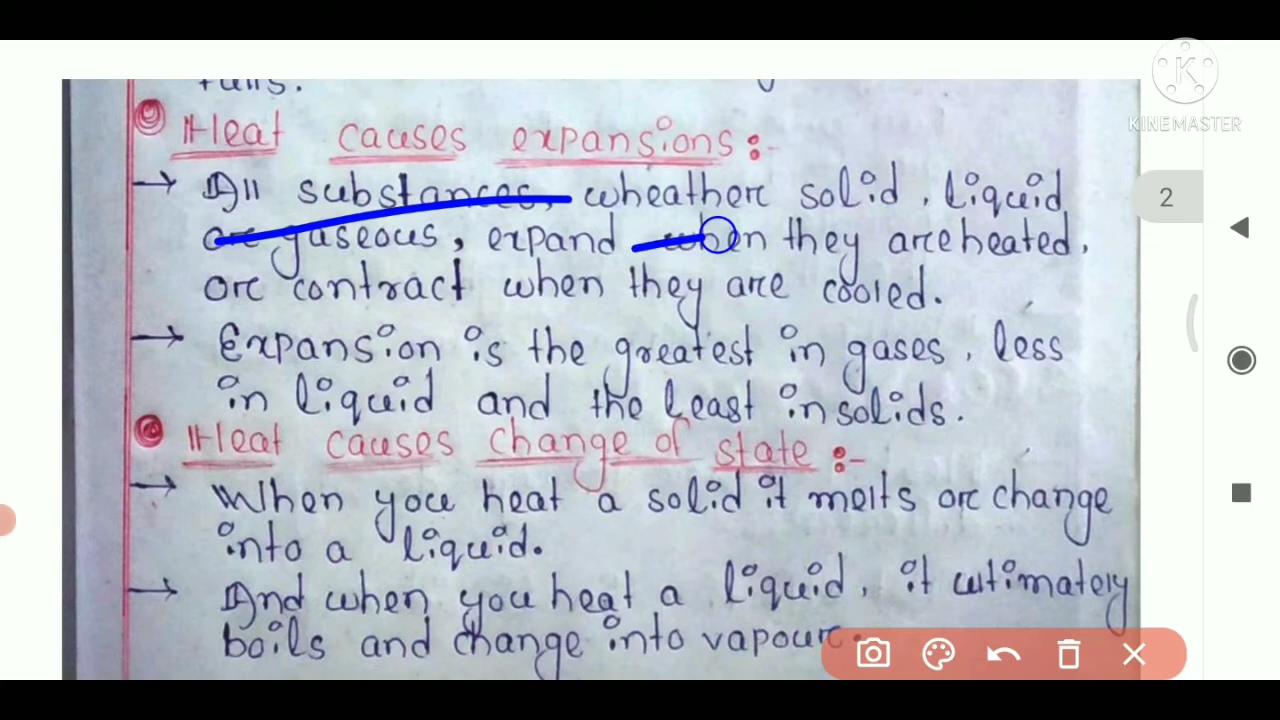 KINEMASTER
2
Heat causes expansions :-
→ All substances, wheather solid, liquid
or gaseous, expand when they are heated,
or contract when they are cooled.
→ Expansion is the greatest in gases, less
in liquid and the least in solids.
Heat causes change of state :-
→ When you heat a solid it melts or change
into a liquid.
→ And when you heat a liquid, it ultimately
boils and change into vapour.